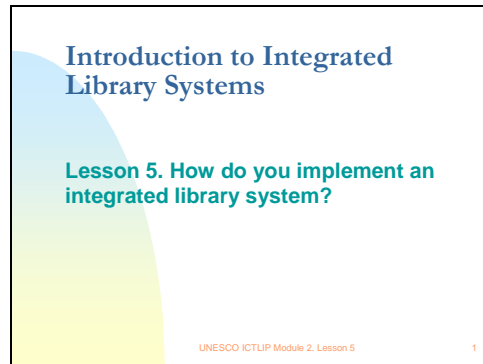 Introduction to Integrated
Library Systems
Lesson 5. How do you implement an
integrated library system?
UNESCO ICTLIP Module 2. Lesson 5
1